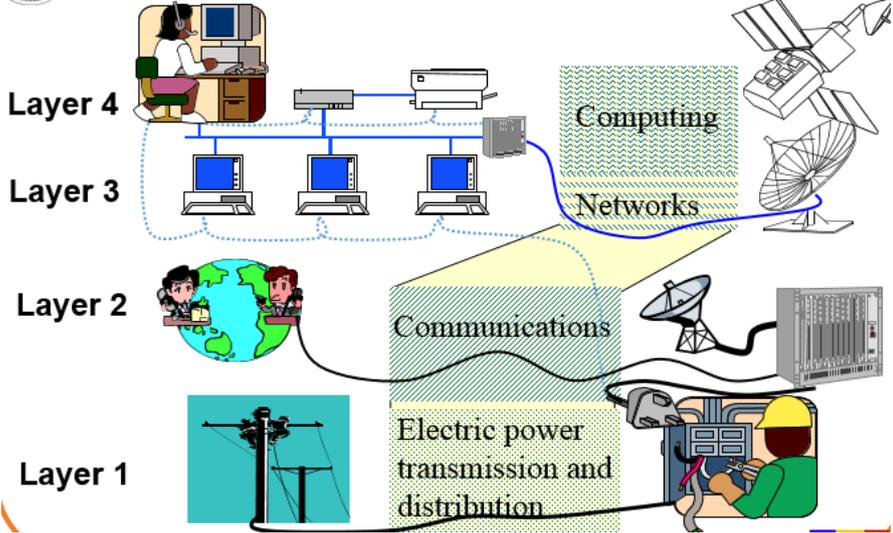 Layer 4
Computing
Layer 3
Networks
Layer 2
Communications
Electric power
Layer 1
transmission and
distribution